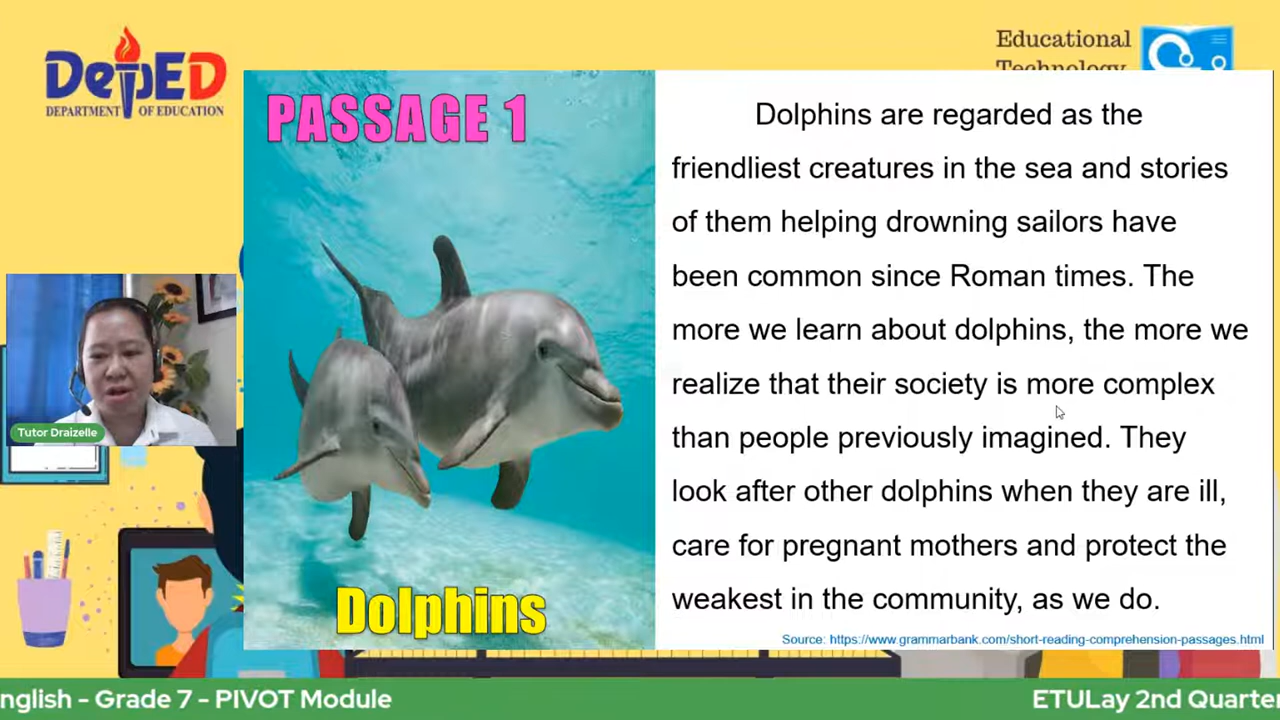 DepED
DEPARTMENT OF EDUCATION
Educational
Technology
PASSAGE 1
Dolphins are regarded as the
friendliest creatures in the sea and stories
of them helping drowning sailors have
been common since Roman times. The
more we learn about dolphins, the more we
realize that their society is more complex
than people previously imagined. They
look after other dolphins when they are ill,
care for pregnant mothers and protect the
weakest in the community, as we do.
Source: https://www.grammarbank.com/short-reading-comprehension-passages.html
Dolphins
Tutor Draizelle
nglish - Grade 7 - PIVOT Module
ETULay 2nd Quarter